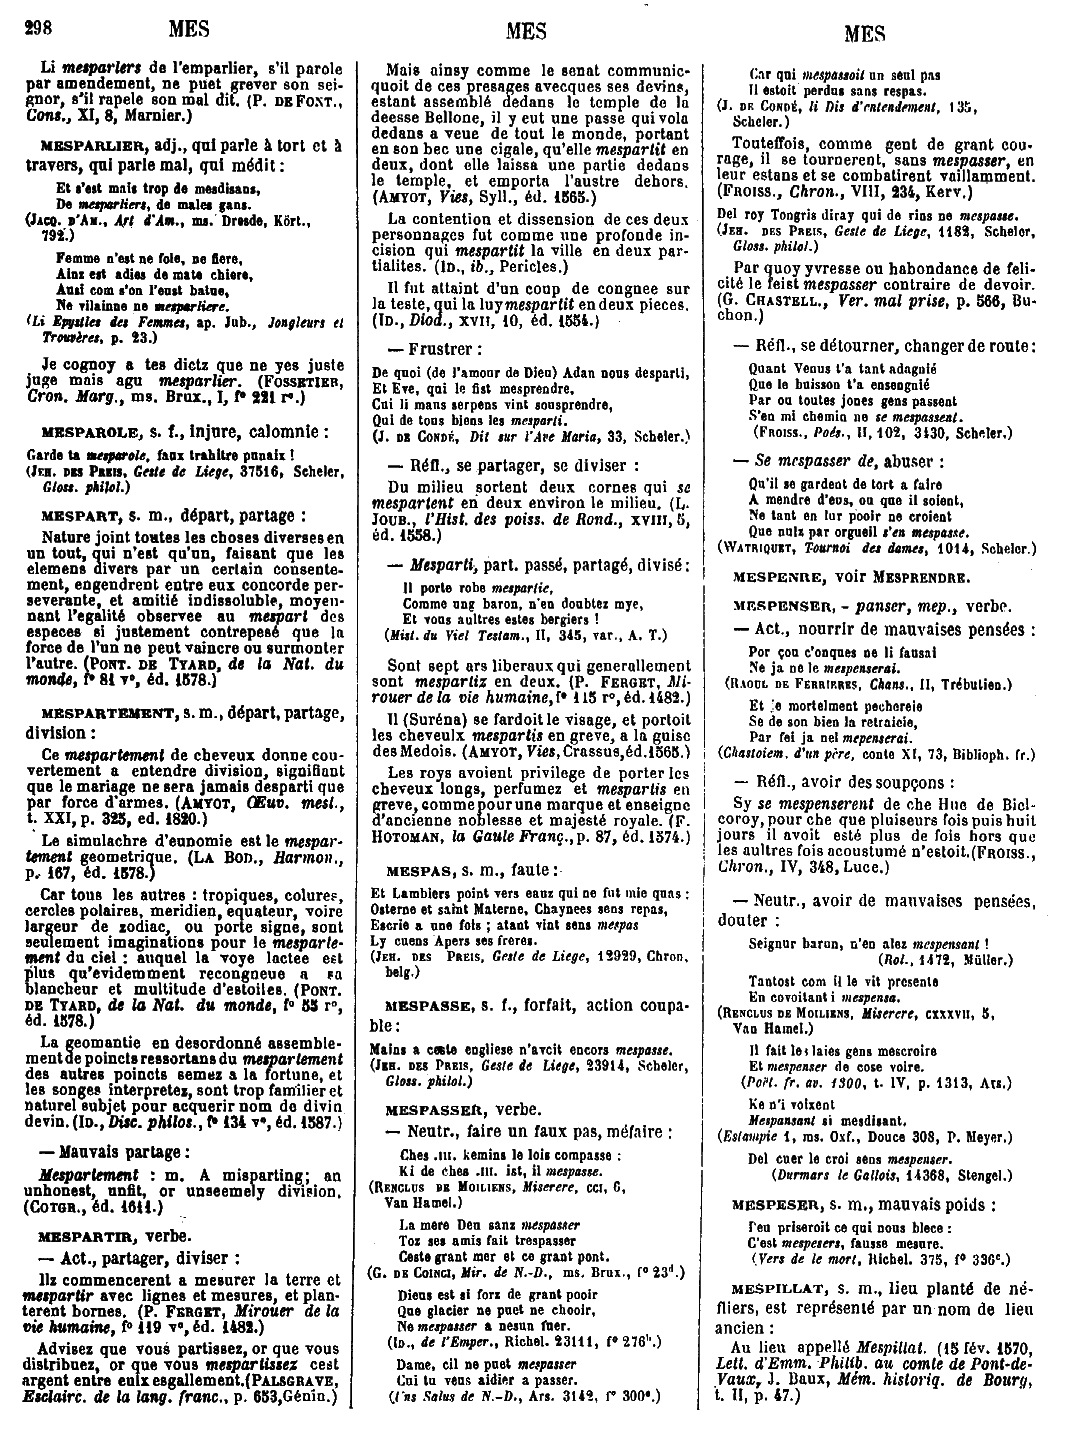 298 MES MES MES
Li mesparlers de l'emparlier, s'il parole
par amendement, ne puet grever son sei-
gnor, s'il rapele son mal dit. (P. DE FONT.,
Cons., XI, 8, Marnier.)
MESPARLIER, adj., qui parle à tort et à
travers, qui parle mal, qui médit :
Et s'est mais trop de mesdisans,
De mesparliers, de males gans.
(JACQ. D'AM., Art d'Am., ms. Dresde, Kört.,
792.)
Femme n'est ne fole, ne fiere,
Ainz est adies de mate chiere,
Ausi com s'on l'eust batue,
Ne vilainne ne mesparliere.
(Li Epystles des Femmes, ap. Jub., Jongleurs et
Trouvères, p. 23.)
Je cognoy a tes dictz que ne yes juste
juge mais agu mesparlier. (FOSSETIER,
Cron. Marg., ms. Brux., I, f° 221 r°.)
MESPAROLE, s. f., injure, calomnie :
Garde ta mesparole, faux trahitre punaix !
(JEH. DES PREIS, Geste de Liege, 37516, Scheler,
Gloss. philol.)
MESPART, s. m., départ, partage :
Nature joint toutes les choses diverses en
un tout, qui n'est qu'un, faisant que les
elemens divers par un certain consente-
ment, engendrent entre eux concorde per-
severante, et amitié indissoluble, moyen-
nant l'egalité observee au mespart des
especes si justement contrepesé que la
force de l'un ne peut vaincre ou surmonter
l'autre. (PONT. DE TYARD, de la Nat. du
monde, f° 81 v°, éd. 1578.)
MESPARTEMENT, s. m., départ, partage,
division :
Ce mespartement de cheveux donne cou-
vertement a entendre division, signifiant
que le mariage ne sera jamais desparti que
par force d'armes. (AMYOT, Œuv. mesl.,
t. XXI, p. 325, ed. 1820.)
Le simulachre d'eunomie est le mespar-
tement geometrique. (LA BOD., Harmon.,
p. 167, éd. 1578.)
Car tous les autres : tropiques, colures,
cercles polaires, meridien, equateur, voire
largeur de zodiac, ou porte signe, sont
seulement imaginations pour le mesparte-
ment du ciel : auquel la voye lactee est
plus qu'evidemment recongneue a sa
blancheur et multitude d'estoiles. (PONT.
DE TYARD, de la Nat. du monde, f° 55 r°,
éd. 1578.)
La geomantie en desordonné assemble-
ment de poincts ressortans du mespartement
des autres poincts semez a la fortune, et
les songes interpretez, sont trop familier et
naturel subjet pour acquerir nom de divin
devin. (ID., Disc. philos., f° 134 v°, éd. 1587.)
— Mauvais partage :
Mespartement : m. A misparting; an
unhonest, unfit, or unseemely division.
(COTGR., éd. 1611.)
MESPARTIR, verbe.
— Act., partager, diviser :
Ilz commencerent a mesurer la terre et
mespartir avec lignes et mesures, et plan-
terent bornes. (P. FERGET, Mirouer de la
vie humaine, f° 119 v°, éd. 1482.)
Advisez que vous partissez, or que vous
distribuez, or que vous mespartissez cest
argent entre eulx esgallement. (PALSGRAVE,
Esclairc. de la lang. franc., p. 653, Génin.)
Mais ainsy comme le senat communic-
quoit de ces presages avecques ses devins,
estant assemblé dedans le temple de la
deesse Bellone, il y eut une passe qui vola
dedans a veue de tout le monde, portant
en son bec une cigale, qu'elle mespartit en
deux, dont elle laissa une partie dedans
le temple, et emporta l'austre dehors.
(AMYOT, Vies, Syll., éd. 1565.)
La contention et dissension de ces deux
personnages fut comme une profonde in-
cision qui mespartit la ville en deux par-
tialites. (ID., ib., Pericles.)
Il fut attaint d'un coup de congnee sur
la teste, qui la luy mespartit en deux pieces.
(ID., Diod., XVII, 10, éd. 1554.)
— Frustrer :
De quoi (de l'amour de Dieu) Adan nous desparti,
Et Eve, qui le fist mesprendre,
Cui li mans serpens vint sousprendre,
Qui de tous biens les mesparti.
(J. DE CONDÉ, Dit sur l'Ave Maria, 33, Scheler.)
— Réfl., se partager, se diviser :
Du milieu sortent deux cornes qui se
mespartent en deux environ le milieu. (L.
JOUB., l'Hist. des poiss. de Rond., XVIII, 5,
éd. 1558.)
— Mesparti, part. passé, partagé, divisé :
Il porte robe mespartie,
Comme ung baron, n'en doubtez mye,
Et vous aultres estes bergiers !
(Mist. du Viel Testam., II, 345, var., A. T.)
Sont sept ars liberaux qui generallement
sont mespartiz en deux. (P. FERGET, Mi-
rouer de la vie humaine, f° 115 r°, éd. 1482.)
Il (Suréna) se fardoit le visage, et portoit
les cheveulx mespartis en greve, a la guise
des Medois. (AMYOT, Vies, Crassus, éd. 1565.)
Les roys avoient privilege de porter les
cheveux longs, perfumez et mespartis en
greve, comme pour une marque et enseigne
d'ancienne noblesse et majesté royale. (F.
HOTOMAN, la Gaule Franç., p. 87, éd. 1574.)
MESPAS, s. m., faute :
Et Lambiers point vers eauz qui ne fut mie quas :
Osterne et saint Materne, Chaynees sens repas,
Escrie a une fois ; atant vint sens mespas
Ly cuens Apers ses freres.
(JEH. DES PREIS, Geste de Liege, 12929, Chron.
belg.)
MESPASSE, s. f., forfait, action coupa-
ble :
Mains a ceste engliese n'avcit encors mespasse.
(JEH. DES PREIS, Geste de Liege, 23914, Scheler,
Gloss. philol.)
MESPASSER, verbe.
— Neutr., faire un faux pas, méfaire :
Ches .III. kemins le lois compasse :
Ki de ches .III. ist, il mespasse.
(RENCLUS DE MOILIENS, Miserere, CCI, 6,
Van Hamel.)
La mere Deu sanz mespasser
Toz ses amis fait trespasser
Ceste grant mer et ce grant pont.
(G. DE COINCI, Mir. de N.-D., ms. Brux., f° 23d.)
Dieus est si forz de grant pooir
Que glacier ne puet ne chooir,
Ne mespasser a nesun fuer.
(ID., de l'Emper., Richel. 23111, f° 276b.)
Dame, cil ne puet mespasser
Cui tu veus aidier a passer.
(Uns Salus de N.-D., Ars. 3142, f° 300e.)
Car qui mespassoit un seul pas
Il estoit perdus sans respas.
(J. DE CONDÉ, li Dis d'entendement, 135,
Scheler.)
Touteffois, comme gent de grant cou-
rage, il se tournerent, sans mespasser, en
leur estans et se combatirent vaillamment.
(FROISS., Chron., VIII, 234, Kerv.)
Del roy Tongris diray qui de rins ne mespasse.
(JEH. DES PREIS, Geste de Liege, 1182, Scheler,
Gloss. philol.)
Par quoy yvresse ou habondance de feli-
cité le feist mespasser contraire de devoir.
(G. CHASTELL., Ver. mal prise, p. 566, Bu-
chon.)
— Réfl., se détourner, changer de route :
Quant Venus t'a tant adagnié
Que le buisson t'a ensengnié
Par ou toutes jones gens passent
S'en mi chemin ne se mespassent.
(FROISS., Poés., II, 102, 3430, Scheler.)
— Se mespasser de, abuser :
Qu'il se gardent de tort a faire
A mendre d'eus, ou que il soient,
Ne tant en lur pooir ne croient
Que nulz par orgueil s'en mespasse.
(WATRIQUET, Tournoi des dames, 1014, Scheler.)
MESPENRE, voir MESPRENDRE.
MESPENSER, - panser, mep., verbe.
— Act., nourrir de mauvaises pensées :
Por çou c'onques ne li fausai
Ne ja ne le mespenserai.
(RAOUL DE FERRIERES, Chans., II, Trébutien.)
Et je mortelment pechereie
Se de son bien la retraieie,
Par fei ja nel mepenserai.
(Chastoiem. d'un père, conte XI, 73, Biblioph. fr.)
— Réfl., avoir des soupçons :
Sy se mespenserent de che Hue de Biel-
coroy, pour che que pluiseurs fois puis huit
jours il avoit esté plus de fois hors que
les aultres fois acoustumé n'estoit. (FROISS.,
Chron., IV, 348, Luce.)
— Neutr., avoir de mauvaises pensées,
douter :
Seignur barun, n'en alez mespensant !
(Rol., 1472, Müller.)
Tantost com il le vit presente
En covoitant i mespensa.
(RENCLUS DE MOILIENS, Miserere, CXXXVII, 5,
Van Hamel.)
Il fait les laies gens mescroire
Et mespenser de cose voire.
(Poët. fr. av. 1300, t. IV, p. 1313, Ars.)
Ke n'i voixent
Mespansant si mesdisant.
(Estampie 1, ms. Oxf., Douce 308, P. Meyer.)
Del cuer le croi sens mespenser.
(Durmars le Gallois, 14368, Stengel.)
MESPESER, s. m., mauvais poids :
Peu priseroit ce qui nous blece :
C'est mespesers, fausse mesure.
(Vers de le mort, Richel. 375, f° 336c.)
MESPILLAT, s. m., lieu planté de né-
fliers, est représenté par un nom de lieu
ancien :
Au lieu appellé Mespillat. (15 fév. 1570,
Lett. d'Emm. Philib. au comte de Pont-de-
Vaux, J. Baux, Mém. historiq. de Bourg,
t. II, p. 47.)